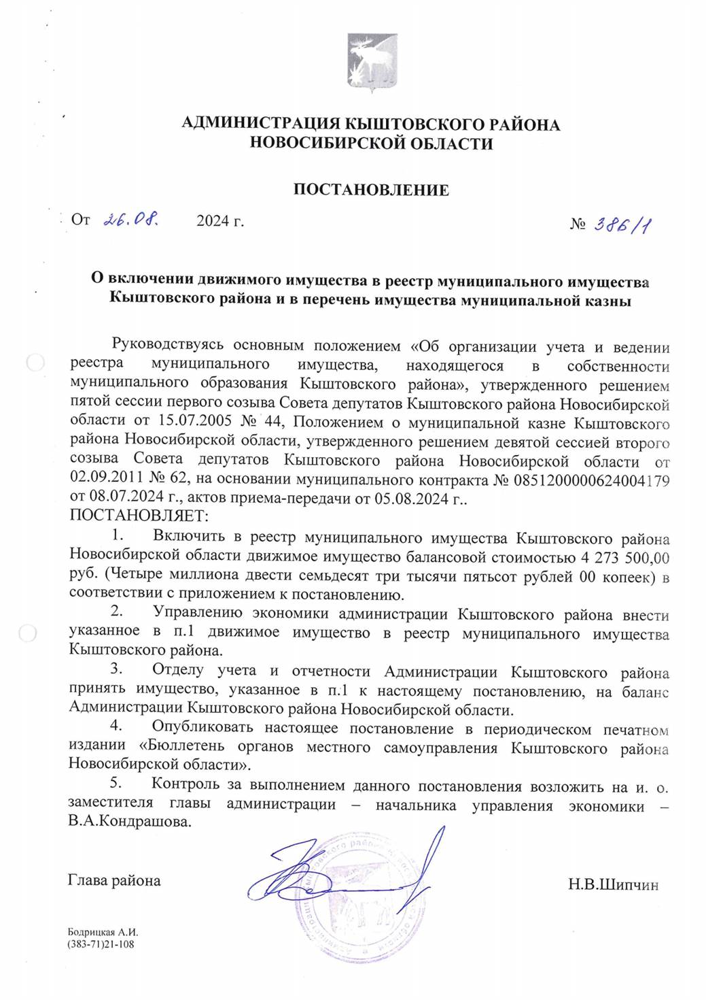 АДМИНИСТРАЦИЯ КЫШТОВСКОГО РАЙОНА
НОВОСИБИРСКОЙ ОБЛАСТИ
ПОСТАНОВЛЕНИЕ
От 26.08. 2024 г. № 386/1
О включении движимого имущества в реестр муниципального имущества
Кыштовского района и в перечень имущества муниципальной казны
Руководствуясь основным положением «Об организации учета и ведении
реестра муниципального имущества, находящегося в собственности
муниципального образования Кыштовского района», утвержденного решением
пятой сессии первого созыва Совета депутатов Кыштовского района Новосибирской
области от 15.07.2005 № 44, Положением о муниципальной казне Кыштовского
района Новосибирской области, утвержденного решением девятой сессией второго
созыва Совета депутатов Кыштовского района Новосибирской области от
02.09.2011 № 62, на основании муниципального контракта № 0851200000624004179
от 08.07.2024 г., актов приема-передачи от 05.08.2024 г..
ПОСТАНОВЛЯЕТ:
1. Включить в реестр муниципального имущества Кыштовского района
Новосибирской области движимое имущество балансовой стоимостью 4 273 500,00
руб. (Четыре миллиона двести семьдесят три тысячи пятьсот рублей 00 копеек) в
соответствии с приложением к постановлению.
2. Управлению экономики администрации Кыштовского района внести
указанное в п.1 движимое имущество в реестр муниципального имущества
Кыштовского района.
3. Отделу учета и отчетности Администрации Кыштовского района
принять имущество, указанное в п.1 к настоящему постановлению, на баланс
Администрации Кыштовского района Новосибирской области.
4. Опубликовать настоящее постановление в периодическом печатном
издании «Бюллетень органов местного самоуправления Кыштовского района
Новосибирской области».
5. Контроль за выполнением данного постановления возложить на и. о.
заместителя главы администрации – начальника управления экономики –
В.А.Кондрашова.
Глава района Н.В.Шипчин
Бодрицкая А.И.
(383-71)21-108